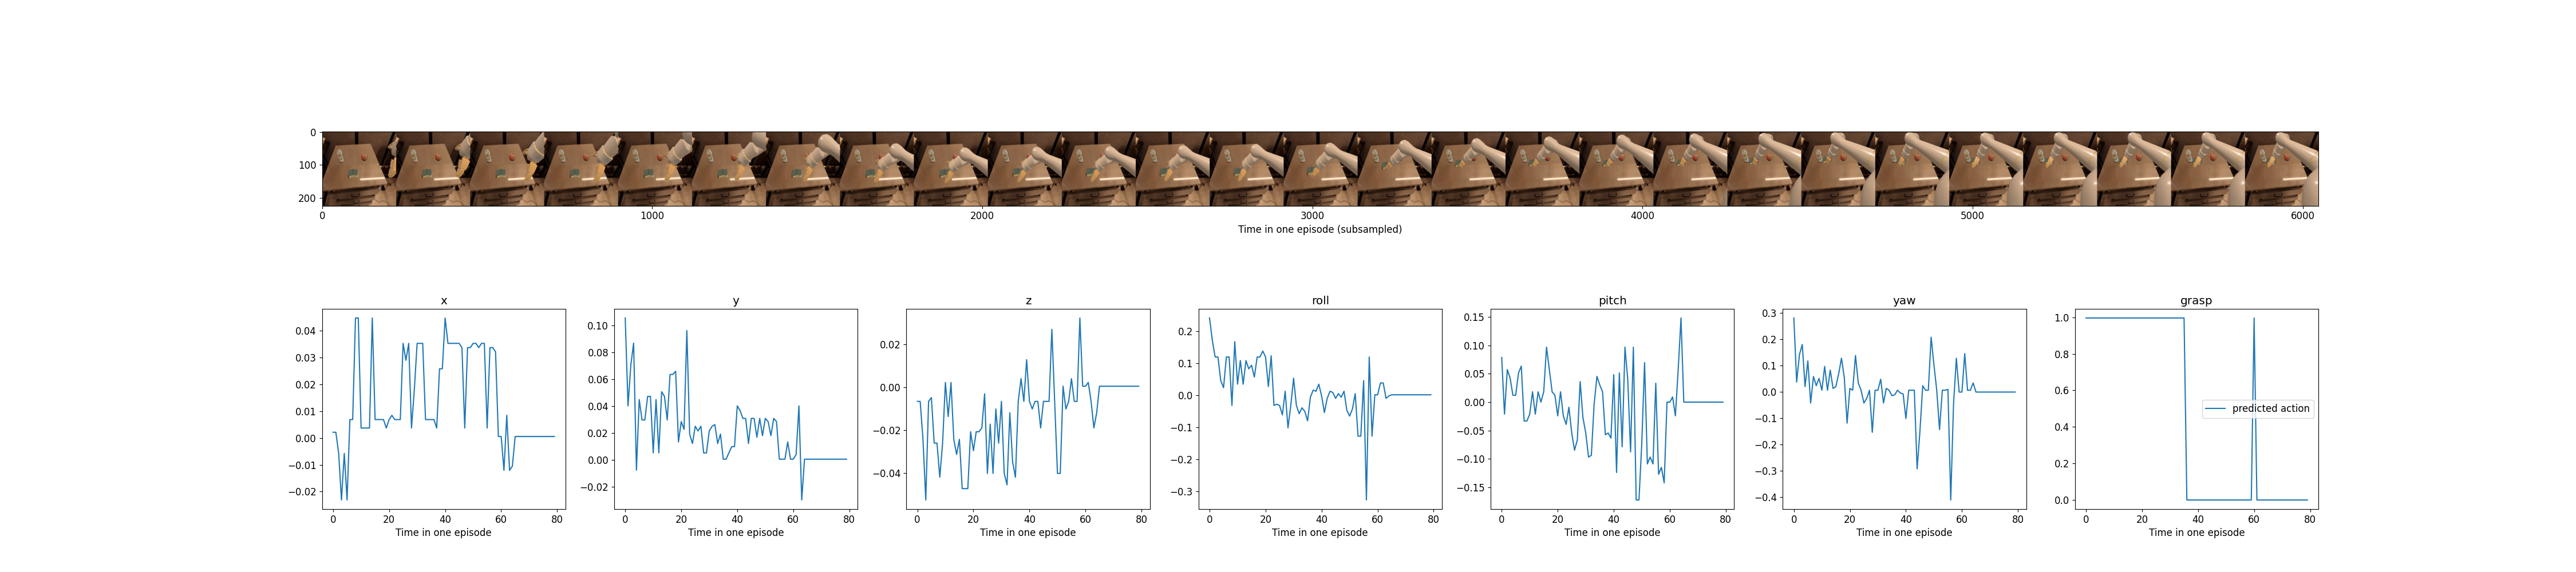 0
100
200
0 1000 2000 3000 4000 5000 6000
Time in one episode (subsampled)
x
0.04
0.03
0.02
0.01
0.00
−0.01
−0.02
0 20 40 60 80
Time in one episode
y
0.10
0.08
0.06
0.04
0.02
0.00
−0.02
0 20 40 60 80
Time in one episode
z
0.02
0.00
−0.02
−0.04
0 20 40 60 80
Time in one episode
roll
0.2
0.1
0.0
−0.1
−0.2
−0.3
0 20 40 60 80
Time in one episode
pitch
0.15
0.10
0.05
0.00
−0.05
−0.10
−0.15
0 20 40 60 80
Time in one episode
yaw
0.3
0.2
0.1
0.0
−0.1
−0.2
−0.3
−0.4
0 20 40 60 80
Time in one episode
grasp
1.0
0.8
0.6
0.4
0.2
0.0
predicted action
0 20 40 60 80
Time in one episode